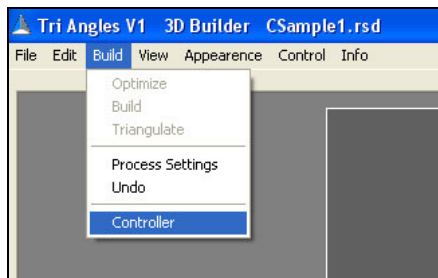 Tri Angles V1 3D Builder CSample1.rsd
File Edit Build View Appearence Control Info
Optimize
Build
Triangulate
Process Settings
Undo
Controller